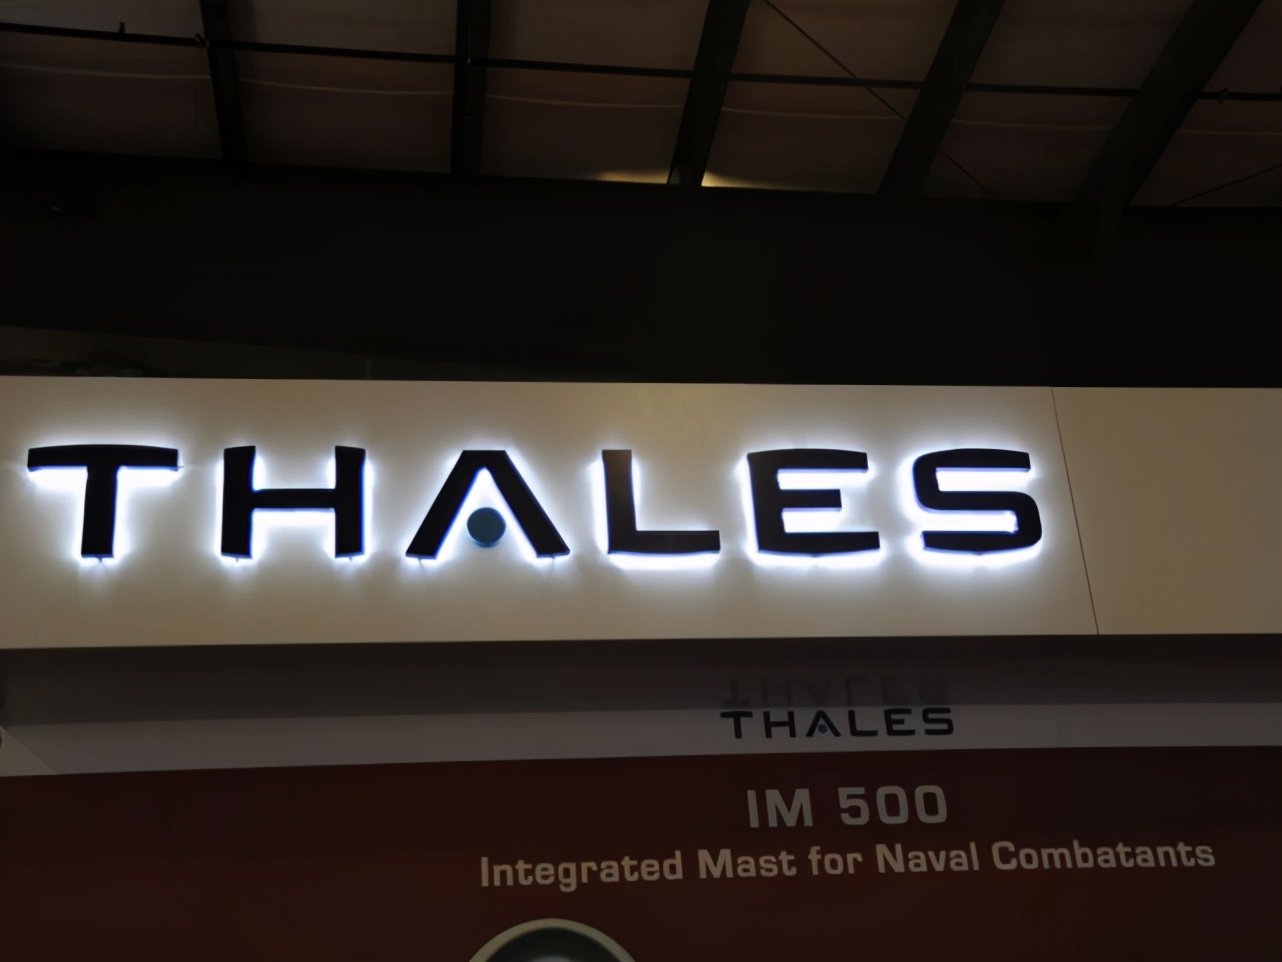 THALES
THALES
IM 500
Integrated Mast for Naval Combatants